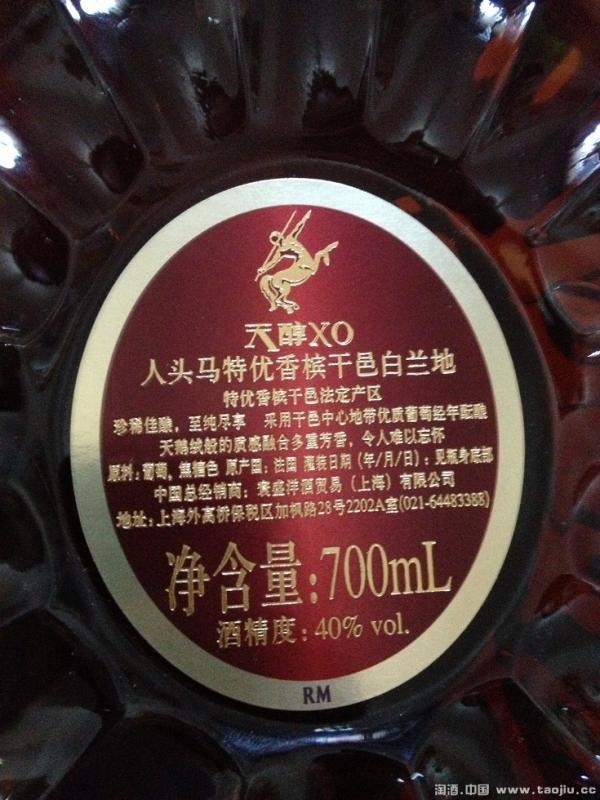 天醇XO
人头马特优香槟干邑白兰地
特优香槟干邑法定产区
珍稀佳酿，至纯尽享 采用干邑中心地带优质葡萄经年酝酿
天鹅绒般的质感融合多重芳香，令人难以忘怀
原料：葡萄，焦糖色 原产国：法国 灌装日期（年/月/日）：见瓶身底部
中国总经销商：袁盛洋酒贸易（上海）有限公司
地址：上海外高桥保税区加枫路28号2202A室(021-64483388)
净含量：700mL
酒精度：40% vol.
RM
淘酒.中国 www.taojiu.cc